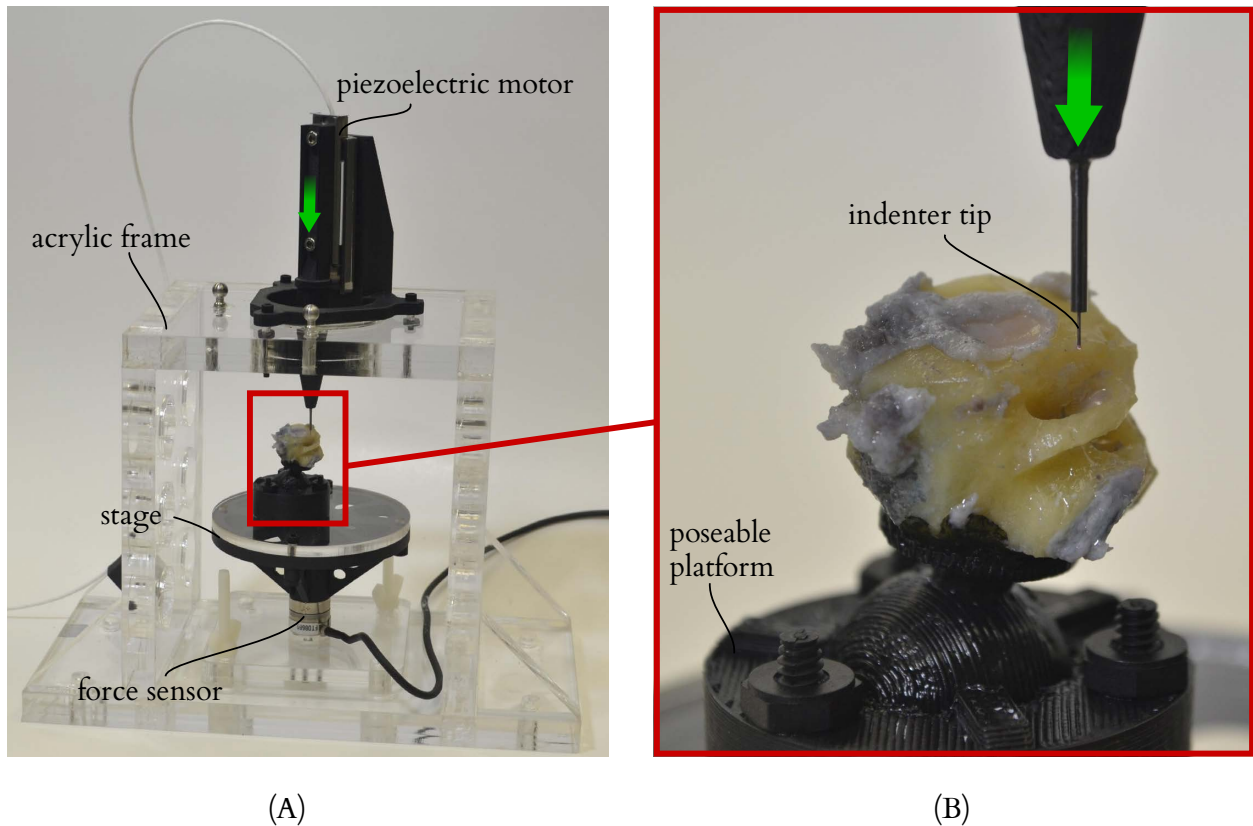 piezoelectric motor
acrylic frame
stage
force sensor
indenter tip
poseable
platform
(A)
(B)